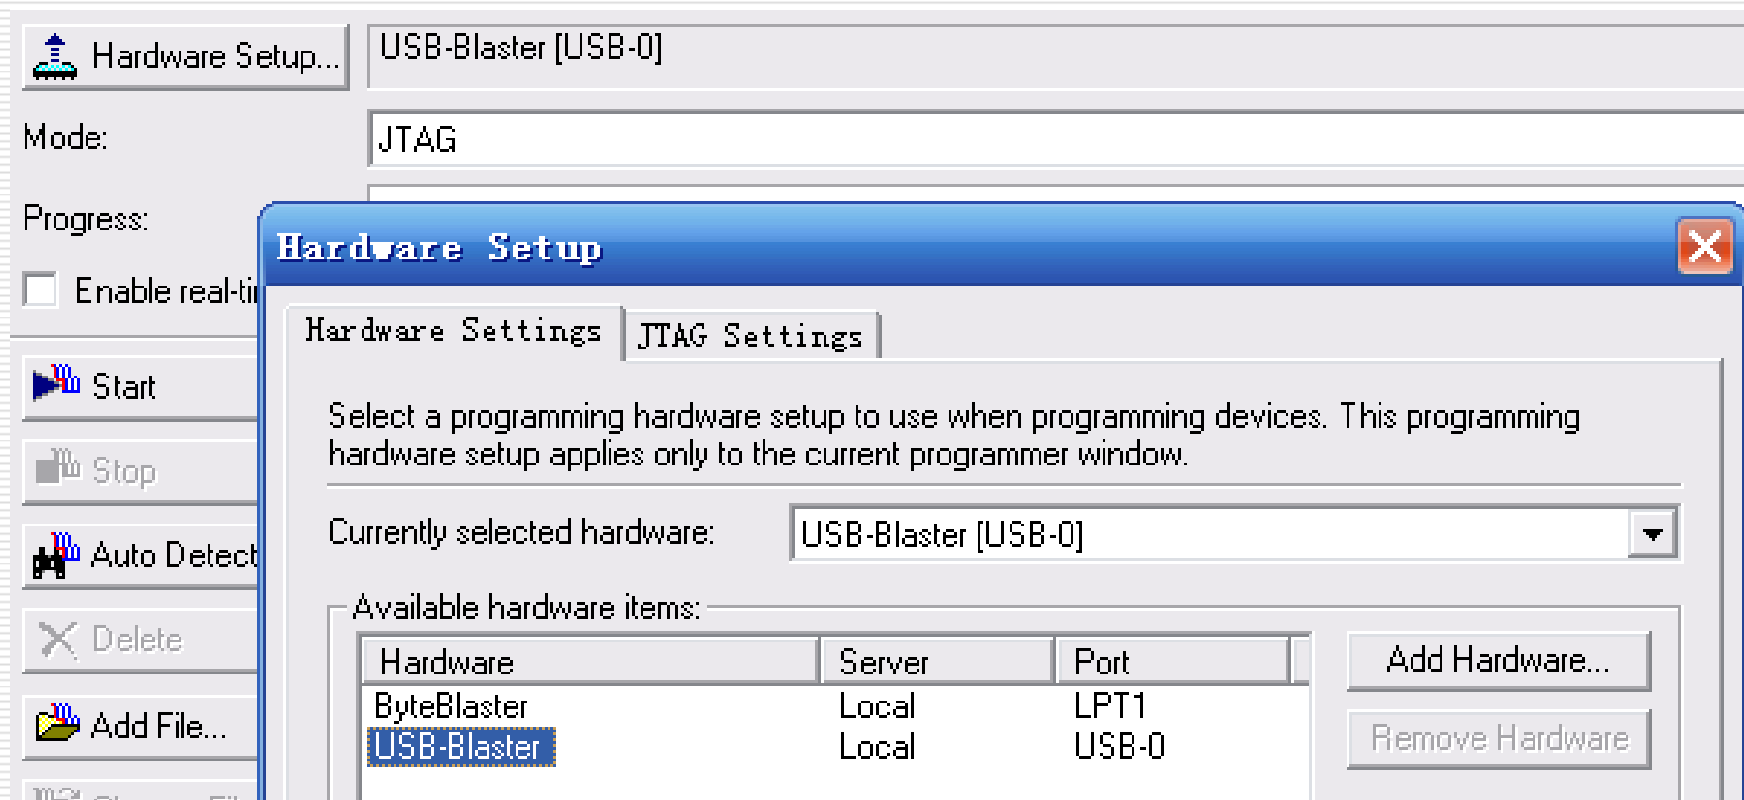 Hardware Setup...
USB-Blaster [USB-0]
Mode:
JTAG
Progress:
Hardware Setup
Enable
Hardware Settings
JTAG Settings
Start
Select a programming hardware setup to use when programming devices. This programming
hardware setup applies only to the current programmer window.
Stop
Currently selected hardware:
USB-Blaster [USB-0]
Auto Detect
Available hardware items:
Delete
Hardware
Server
Port
Add Hardware...
ByteBlaster
Local
LPT1
Add File...
USB-Blaster
Local
USB-0
Remove Hardware